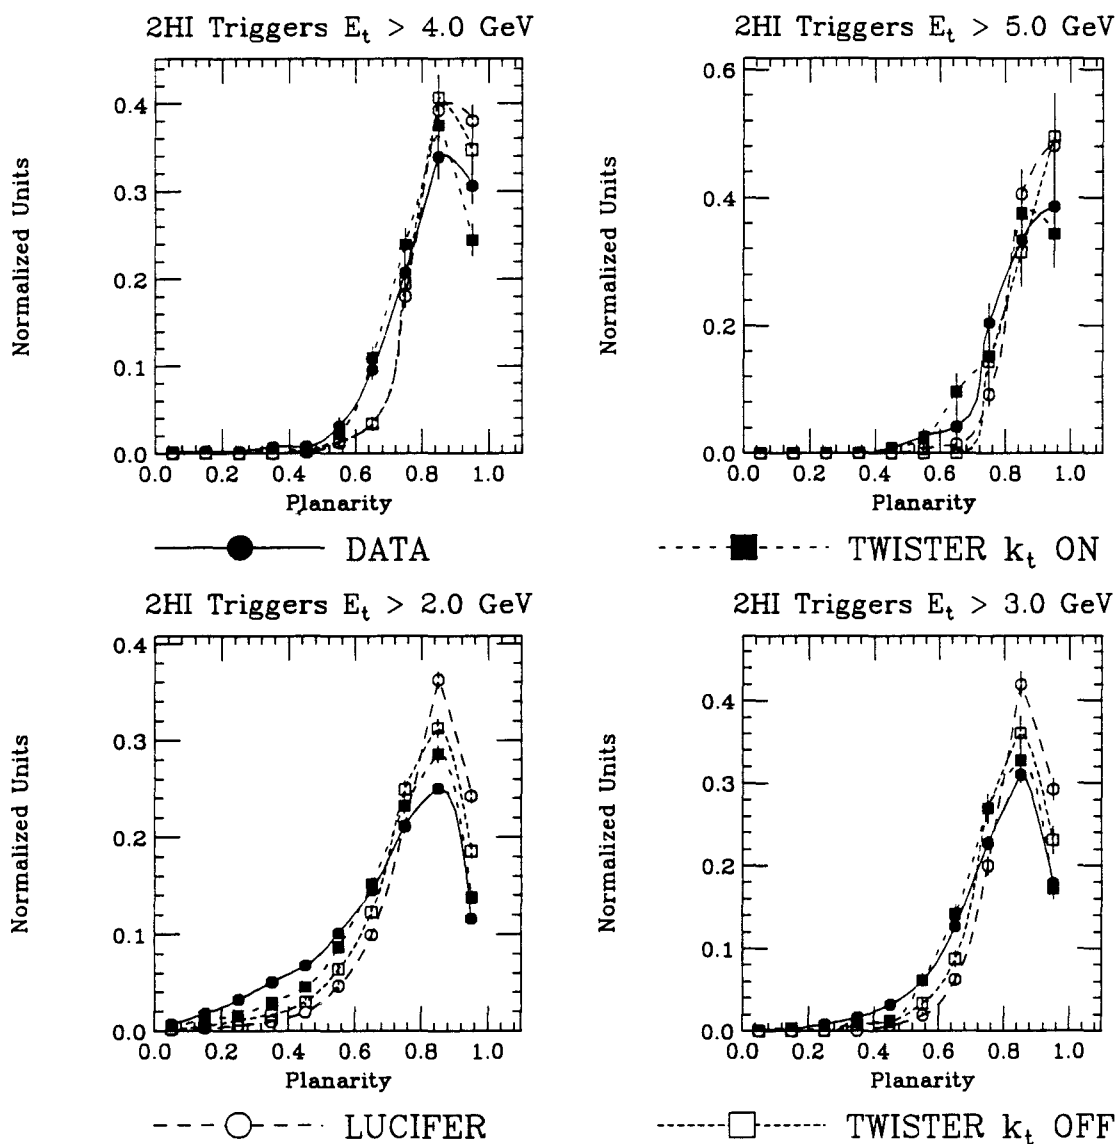 2HI Triggers E_t > 4.0 GeV
2HI Triggers E_t > 5.0 GeV
Normalized Units
0.4
0.3
0.2
0.1
0.0
0.0 0.2 0.4 0.6 0.8 1.0
Planarity
Normalized Units
0.6
0.4
0.2
0.0
0.0 0.2 0.4 0.6 0.8 1.0
Planarity
DATA
TWISTER k_t ON
2HI Triggers E_t > 2.0 GeV
2HI Triggers E_t > 3.0 GeV
Normalized Units
0.4
0.3
0.2
0.1
0.0
0.0 0.2 0.4 0.6 0.8 1.0
Planarity
Normalized Units
0.4
0.3
0.2
0.1
0.0
0.0 0.2 0.4 0.6 0.8 1.0
Planarity
LUCIFER
TWISTER k_t OFF